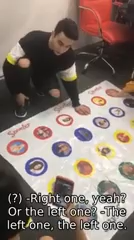 (?) -Right one, yeah?
Or the left one? -The
left one, the left one.